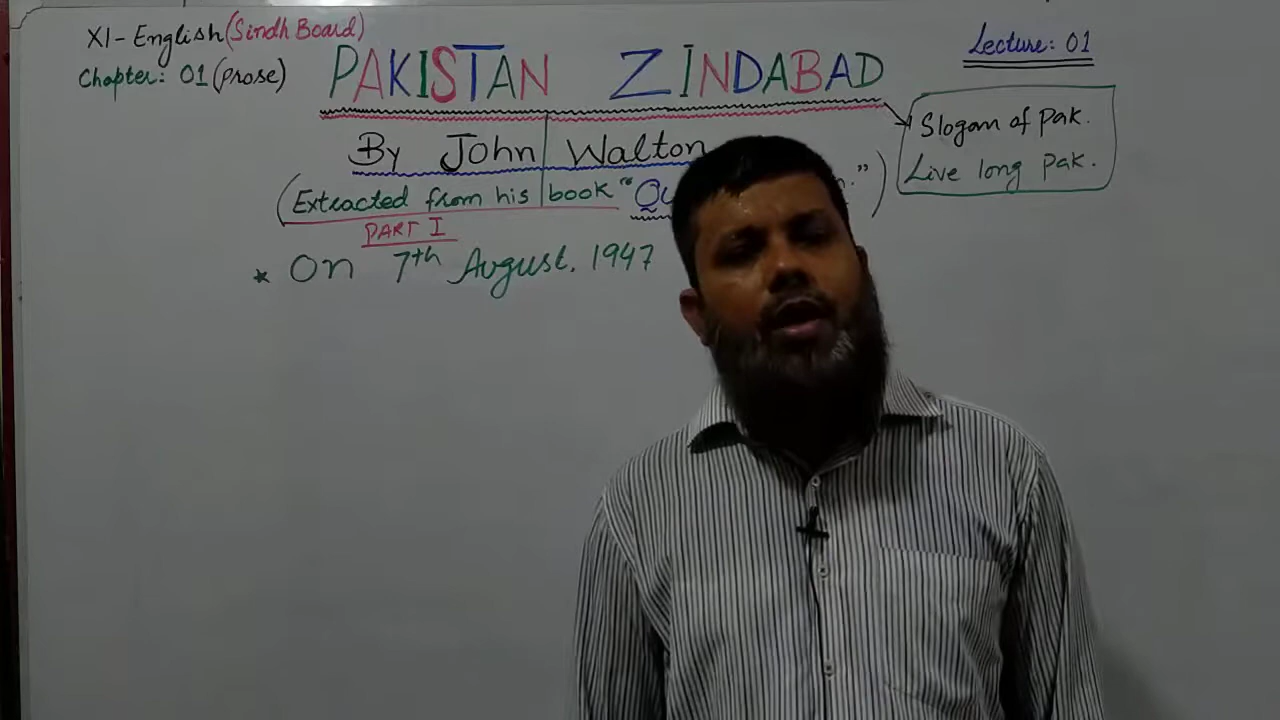 XI-English (Sindh Board)
Chapter: 01 (prose)
PAKISTAN ZINDABAD
Lecture: 01
Slogan of Pak.
Live long Pak.
By John Walton
(Extracted from his book "
PART I
* On 7th August, 1947